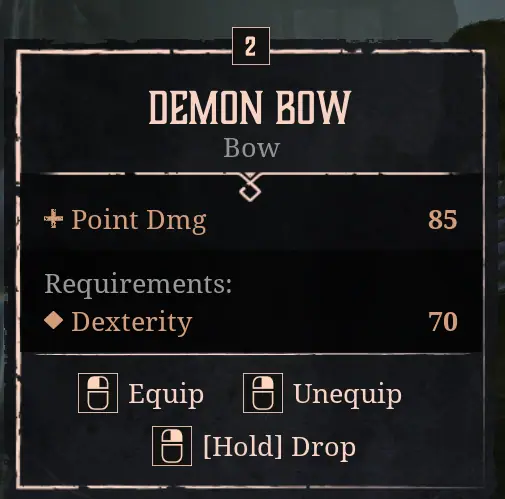 2
DEMON BOW
Bow
Point Dmg 85
Requirements:
Dexterity 70
Equip Unequip
[Hold] Drop